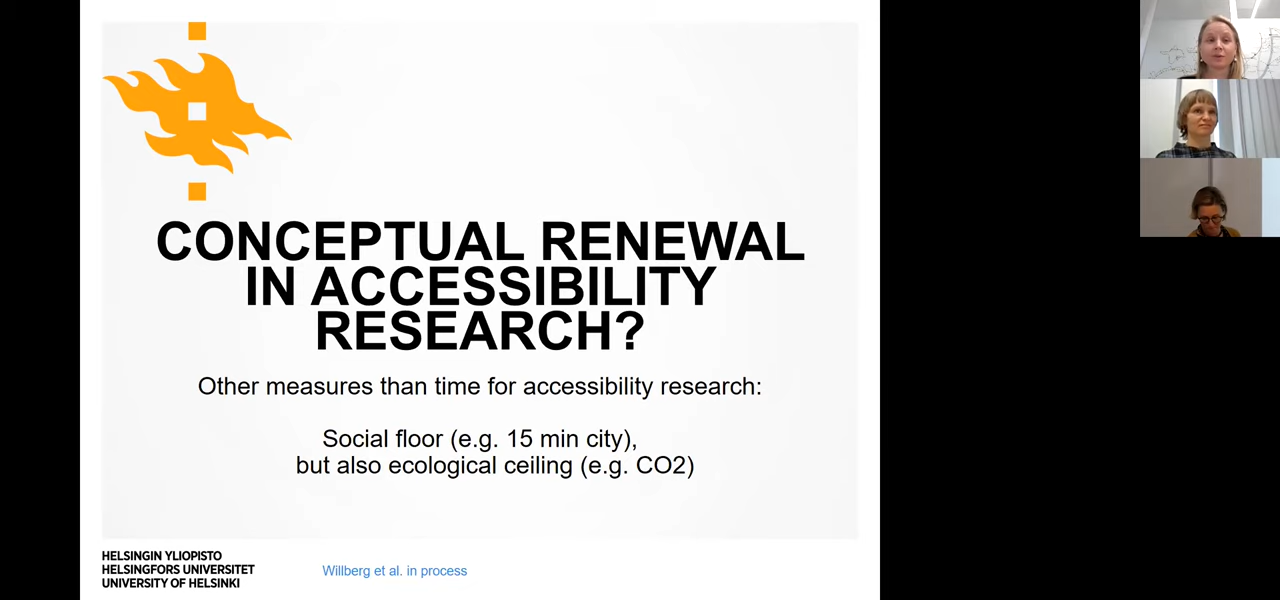 CONCEPTUAL RENEWAL
IN ACCESSIBILITY
RESEARCH?
Other measures than time for accessibility research:
Social floor (e.g. 15 min city),
but also ecological ceiling (e.g. CO2)
HELSINGIN YLIOPISTO
HELSINGFORS UNIVERSITET
UNIVERSITY OF HELSINKI
Willberg et al. in process